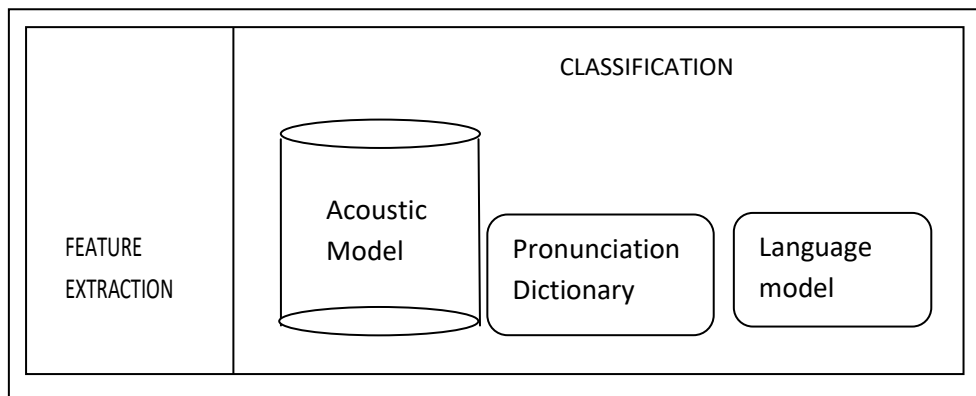 CLASSIFICATION
Acoustic
Model
FEATURE
EXTRACTION
Pronunciation
Dictionary
Language
model